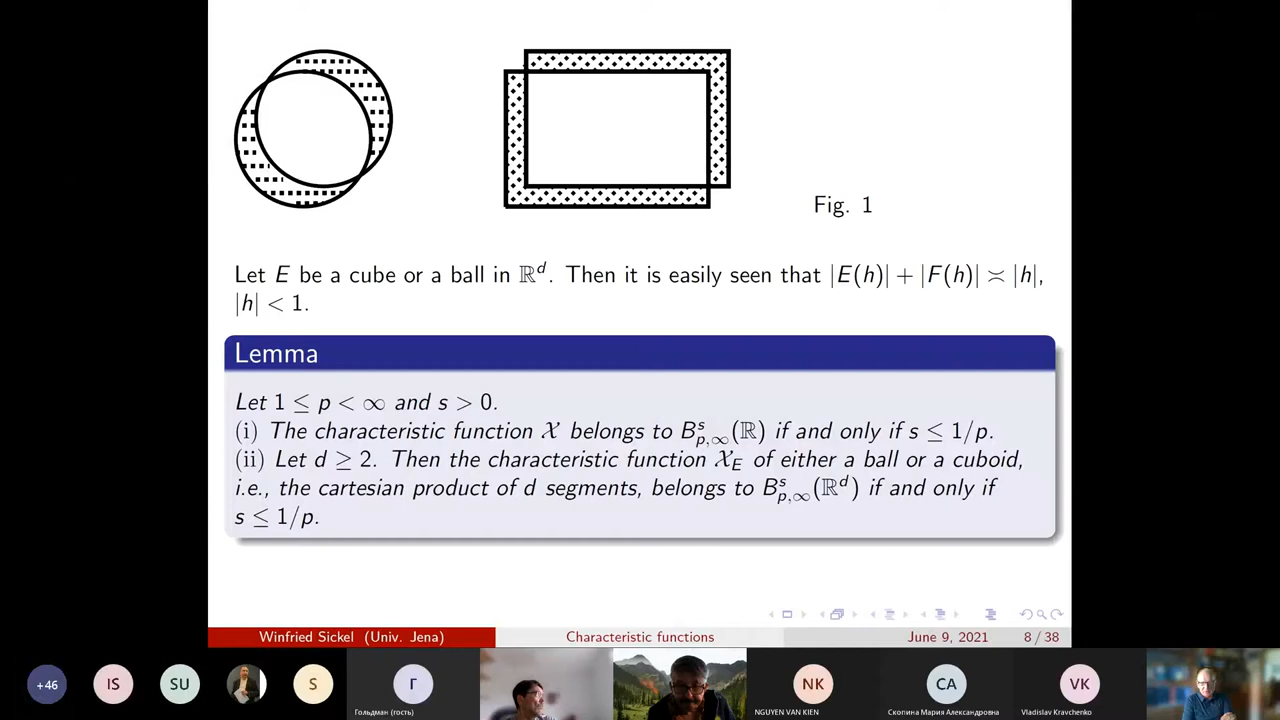 Fig. 1
Let E be a cube or a ball in ℝᵈ. Then it is easily seen that |E(h)| + |F(h)| ≍ |h|,
|h| < 1.
Lemma
Let 1 ≤ p < ∞ and s > 0.
(i) The characteristic function 𝒳 belongs to B^s_{p,∞}(ℝ) if and only if s ≤ 1/p.
(ii) Let d ≥ 2. Then the characteristic function 𝒳_E of either a ball or a cuboid,
i.e., the cartesian product of d segments, belongs to B^s_{p,∞}(ℝᵈ) if and only if
s ≤ 1/p.
Winfried Sickel (Univ. Jena) Characteristic functions June 9, 2021 8 / 38
+46 IS SU S Г NK CA VK
Гольдман (гость) NGUYEN VAN KIEN Скопина Мария Александровна Vladislav Kravchenko